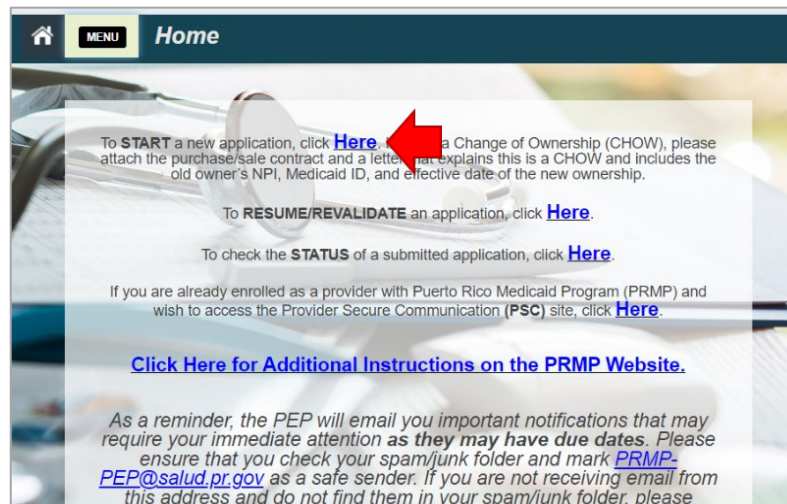 MENU Home
To START a new application, click Here. a Change of Ownership (CHOW), please
attach the purchase/sale contract and a letter that explains this is a CHOW and includes the
old owner's NPI, Medicaid ID, and effective date of the new ownership.
To RESUME/REVALIDATE an application, click Here.
To check the STATUS of a submitted application, click Here.
If you are already enrolled as a provider with Puerto Rico Medicaid Program (PRMP) and
wish to access the Provider Secure Communication (PSC) site, click Here.
Click Here for Additional Instructions on the PRMP Website.
As a reminder, the PEP will email you important notifications that may
require your immediate attention as they may have due dates. Please
ensure that you check your spam/junk folder and mark PRMP-
PEP@salud.pr.gov as a safe sender. If you are not receiving email from
this address and do not find them in your spam/junk folder, please